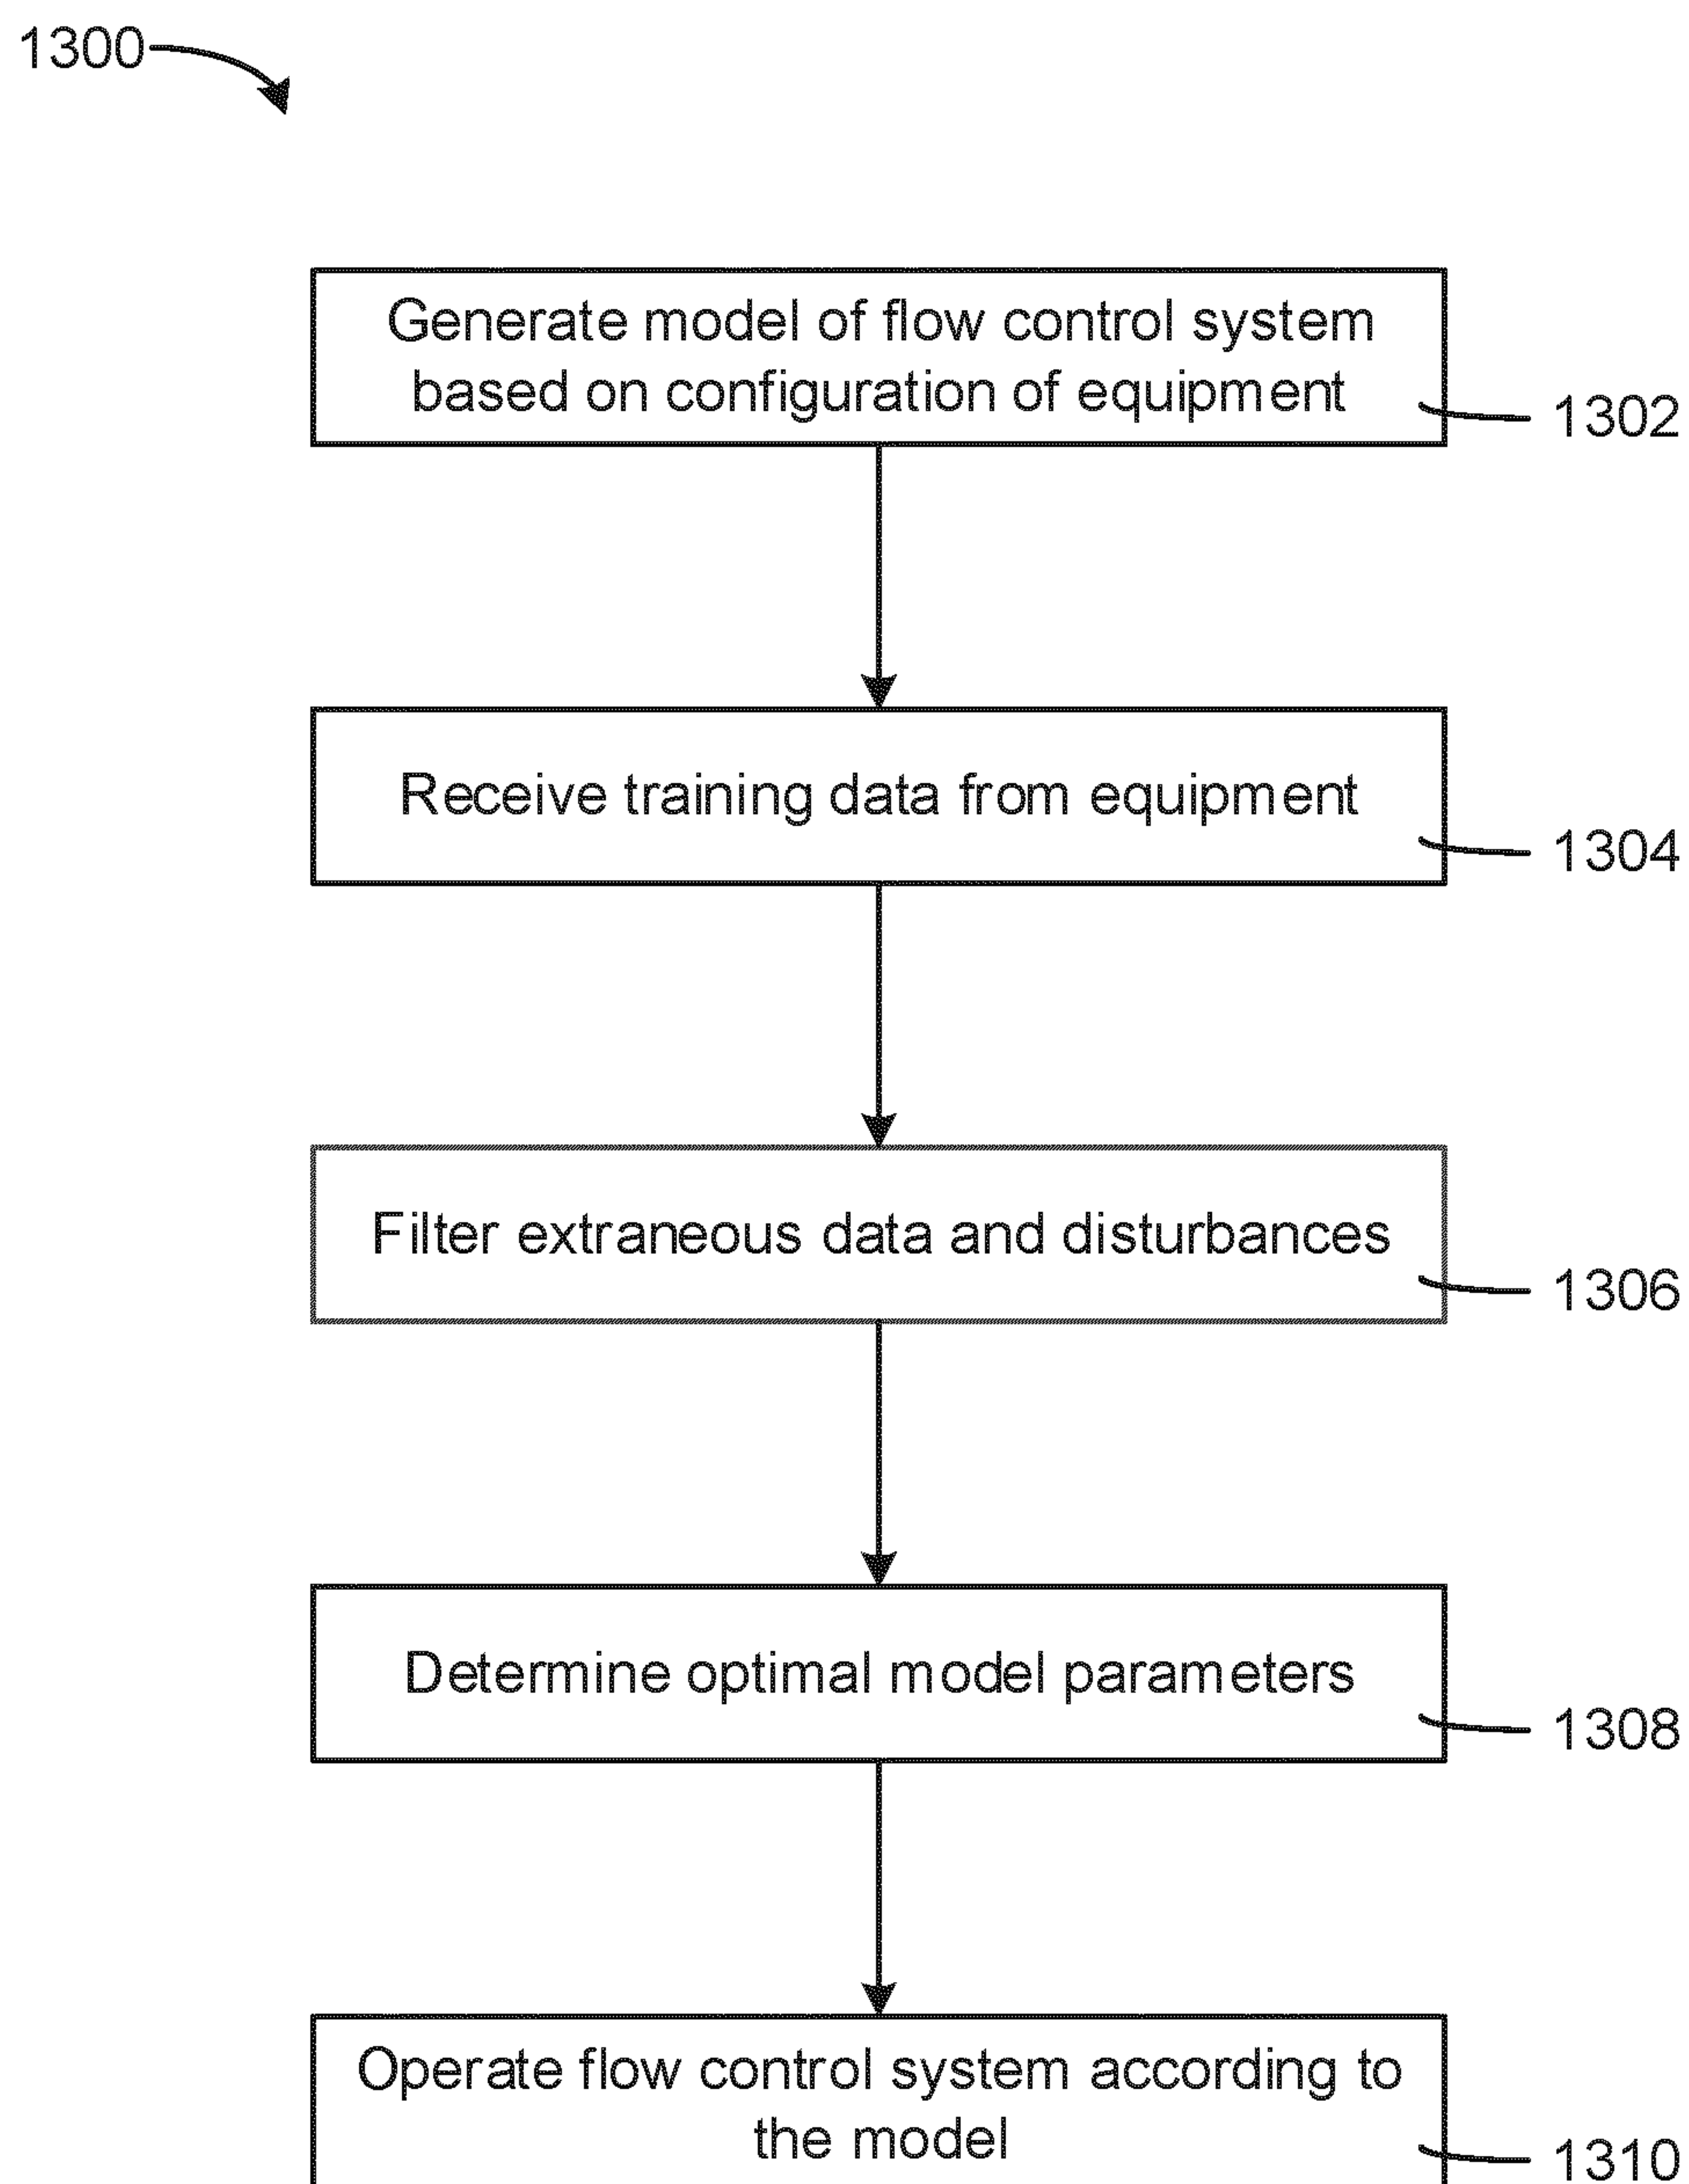 1300
Generate model of flow control system
based on configuration of equipment
1302
Receive training data from equipment
1304
Filter extraneous data and disturbances
1306
Determine optimal model parameters
1308
Operate flow control system according to
the model
1310